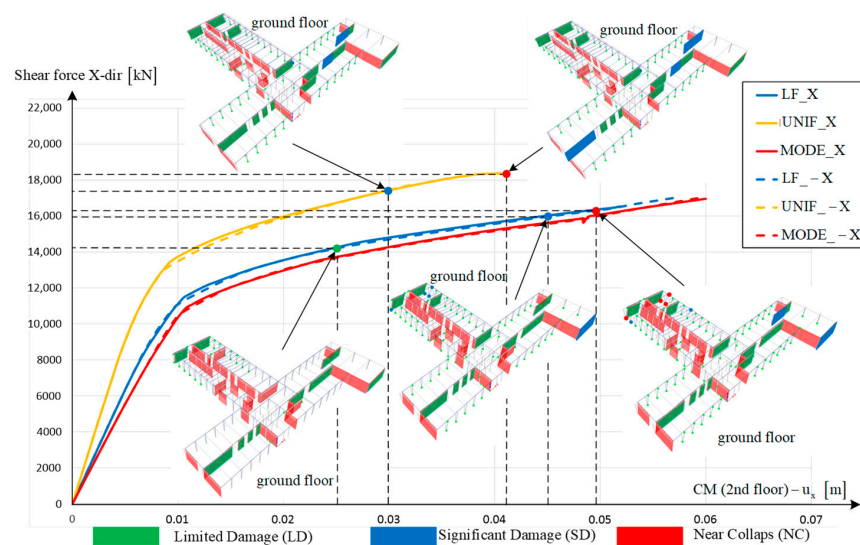 ground floor
ground floor
Shear force X-dir [kN]
22,000
20,000
18,000
16,000
14,000
12,000
10,000
8000
6000
4000
2000
0
LF_X
UNIF_X
MODE_X
LF_－X
UNIF_－X
MODE_－X
ground floor
ground floor
ground floor
CM (2nd floor)－uₓ [m]
0 0.01 0.02 0.03 0.04 0.05 0.06 0.07
Limited Damage (LD) Significant Damage (SD) Near Collaps (NC)